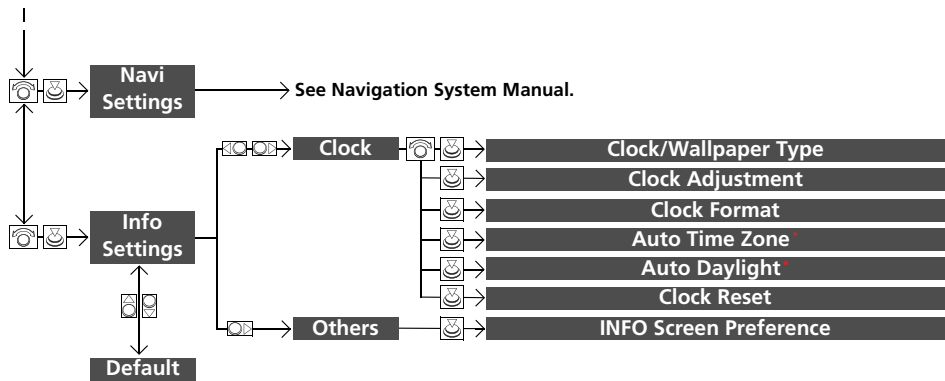 Navi
Settings
See Navigation System Manual.
Info
Settings
Clock
Clock/Wallpaper Type
Clock Adjustment
Clock Format
Auto Time Zone*
Auto Daylight*
Clock Reset
Others
INFO Screen Preference
Default